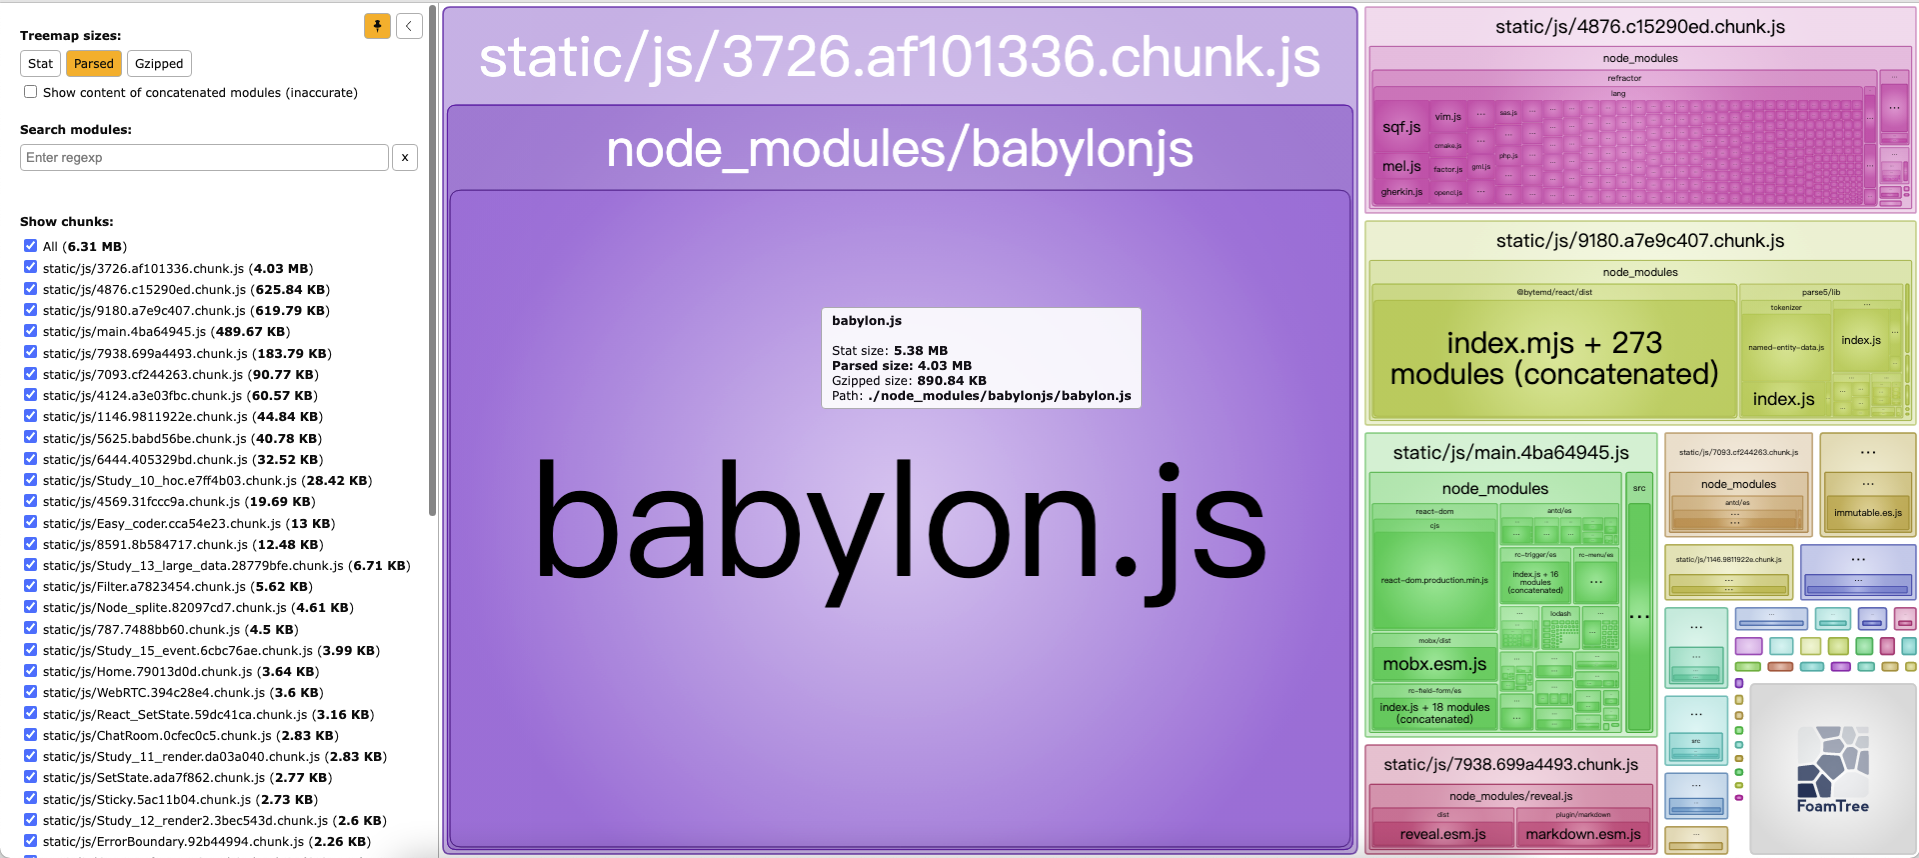 Treemap sizes:
Stat
Parsed
Gzipped
Show content of concatenated modules (inaccurate)
Search modules:
Enter regexp
x
Show chunks:
All (6.31 MB)
static/js/3726.af101336.chunk.js (4.03 MB)
static/js/4876.c15290ed.chunk.js (625.84 KB)
static/js/9180.a7e9c407.chunk.js (619.79 KB)
static/js/main.4ba64945.js (489.67 KB)
static/js/7938.699a4493.chunk.js (183.79 KB)
static/js/7093.cf244263.chunk.js (90.77 KB)
static/js/4124.a3e03fbc.chunk.js (60.57 KB)
static/js/1146.9811922e.chunk.js (44.84 KB)
static/js/5625.babd56be.chunk.js (40.78 KB)
static/js/6444.405329bd.chunk.js (32.52 KB)
static/js/Study_10_hoc.e7ff4b03.chunk.js (28.42 KB)
static/js/4569.31fccc9a.chunk.js (19.69 KB)
static/js/Easy_coder.cca54e23.chunk.js (13 KB)
static/js/8591.8b584717.chunk.js (12.48 KB)
static/js/Study_13_large_data.28779bfe.chunk.js (6.71 KB)
static/js/Filter.a7823454.chunk.js (5.62 KB)
static/js/Node_splite.82097cd7.chunk.js (4.61 KB)
static/js/787.7488bb60.chunk.js (4.5 KB)
static/js/Study_15_event.6cbc76ae.chunk.js (3.99 KB)
static/js/Home.79013d0d.chunk.js (3.64 KB)
static/js/WebRTC.394c28e4.chunk.js (3.6 KB)
static/js/React_SetState.59dc41ca.chunk.js (3.16 KB)
static/js/ChatRoom.0cfec0c5.chunk.js (2.83 KB)
static/js/Study_11_render.da03a040.chunk.js (2.83 KB)
static/js/SetState.ada7f862.chunk.js (2.77 KB)
static/js/Sticky.5ac11b04.chunk.js (2.73 KB)
static/js/Study_12_render2.3bec543d.chunk.js (2.6 KB)
static/js/ErrorBoundary.92b44994.chunk.js (2.26 KB)
static/js/3726.af101336.chunk.js
node_modules/babylonjs
babylon.js
Stat size: 5.38 MB
Parsed size: 4.03 MB
Gzipped size: 890.84 KB
Path: ./node_modules/babylonjs/babylon.js
babylon.js
static/js/4876.c15290ed.chunk.js
node_modules
refractor
lang
sqf.js
mel.js
gherkin.js
vim.js
cmake.js
factor.js
opencl.js
gml.js
sas.js
php.js
static/js/9180.a7e9c407.chunk.js
node_modules
@bytemd/react/dist
index.mjs + 273
modules (concatenated)
parse5/lib
tokenizer
named-entity-data.js
index.js
index.js
static/js/main.4ba64945.js
node_modules
react-dom
cjs
react-dom.production.min.js
mobx/dist
mobx.esm.js
rc-field-form/es
index.js + 18 modules
(concatenated)
antd/es
rc-trigger/es
index.js + 16
modules
(concatenated)
rc-menu/es
lodash
src
static/js/7938.699a4493.chunk.js
node_modules/reveal.js
dist
reveal.esm.js
plugin/markdown
markdown.esm.js
static/js/7093.cf244263.chunk.js
node_modules
antd/es
immutable.es.js
static/js/1146.9811922e.chunk.js
src
FoamTree